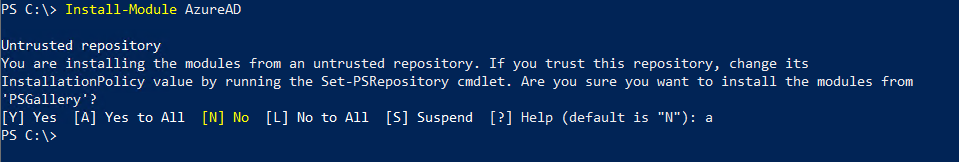 PS C:\> Install-Module AzureAD
Untrusted repository
You are installing the modules from an untrusted repository. If you trust this repository, change its
InstallationPolicy value by running the Set-PSRepository cmdlet. Are you sure you want to install the modules from
'PSGallery'?
[Y] Yes  [A] Yes to All  [N] No  [L] No to All  [S] Suspend  [?] Help (default is "N"): a
PS C:\>